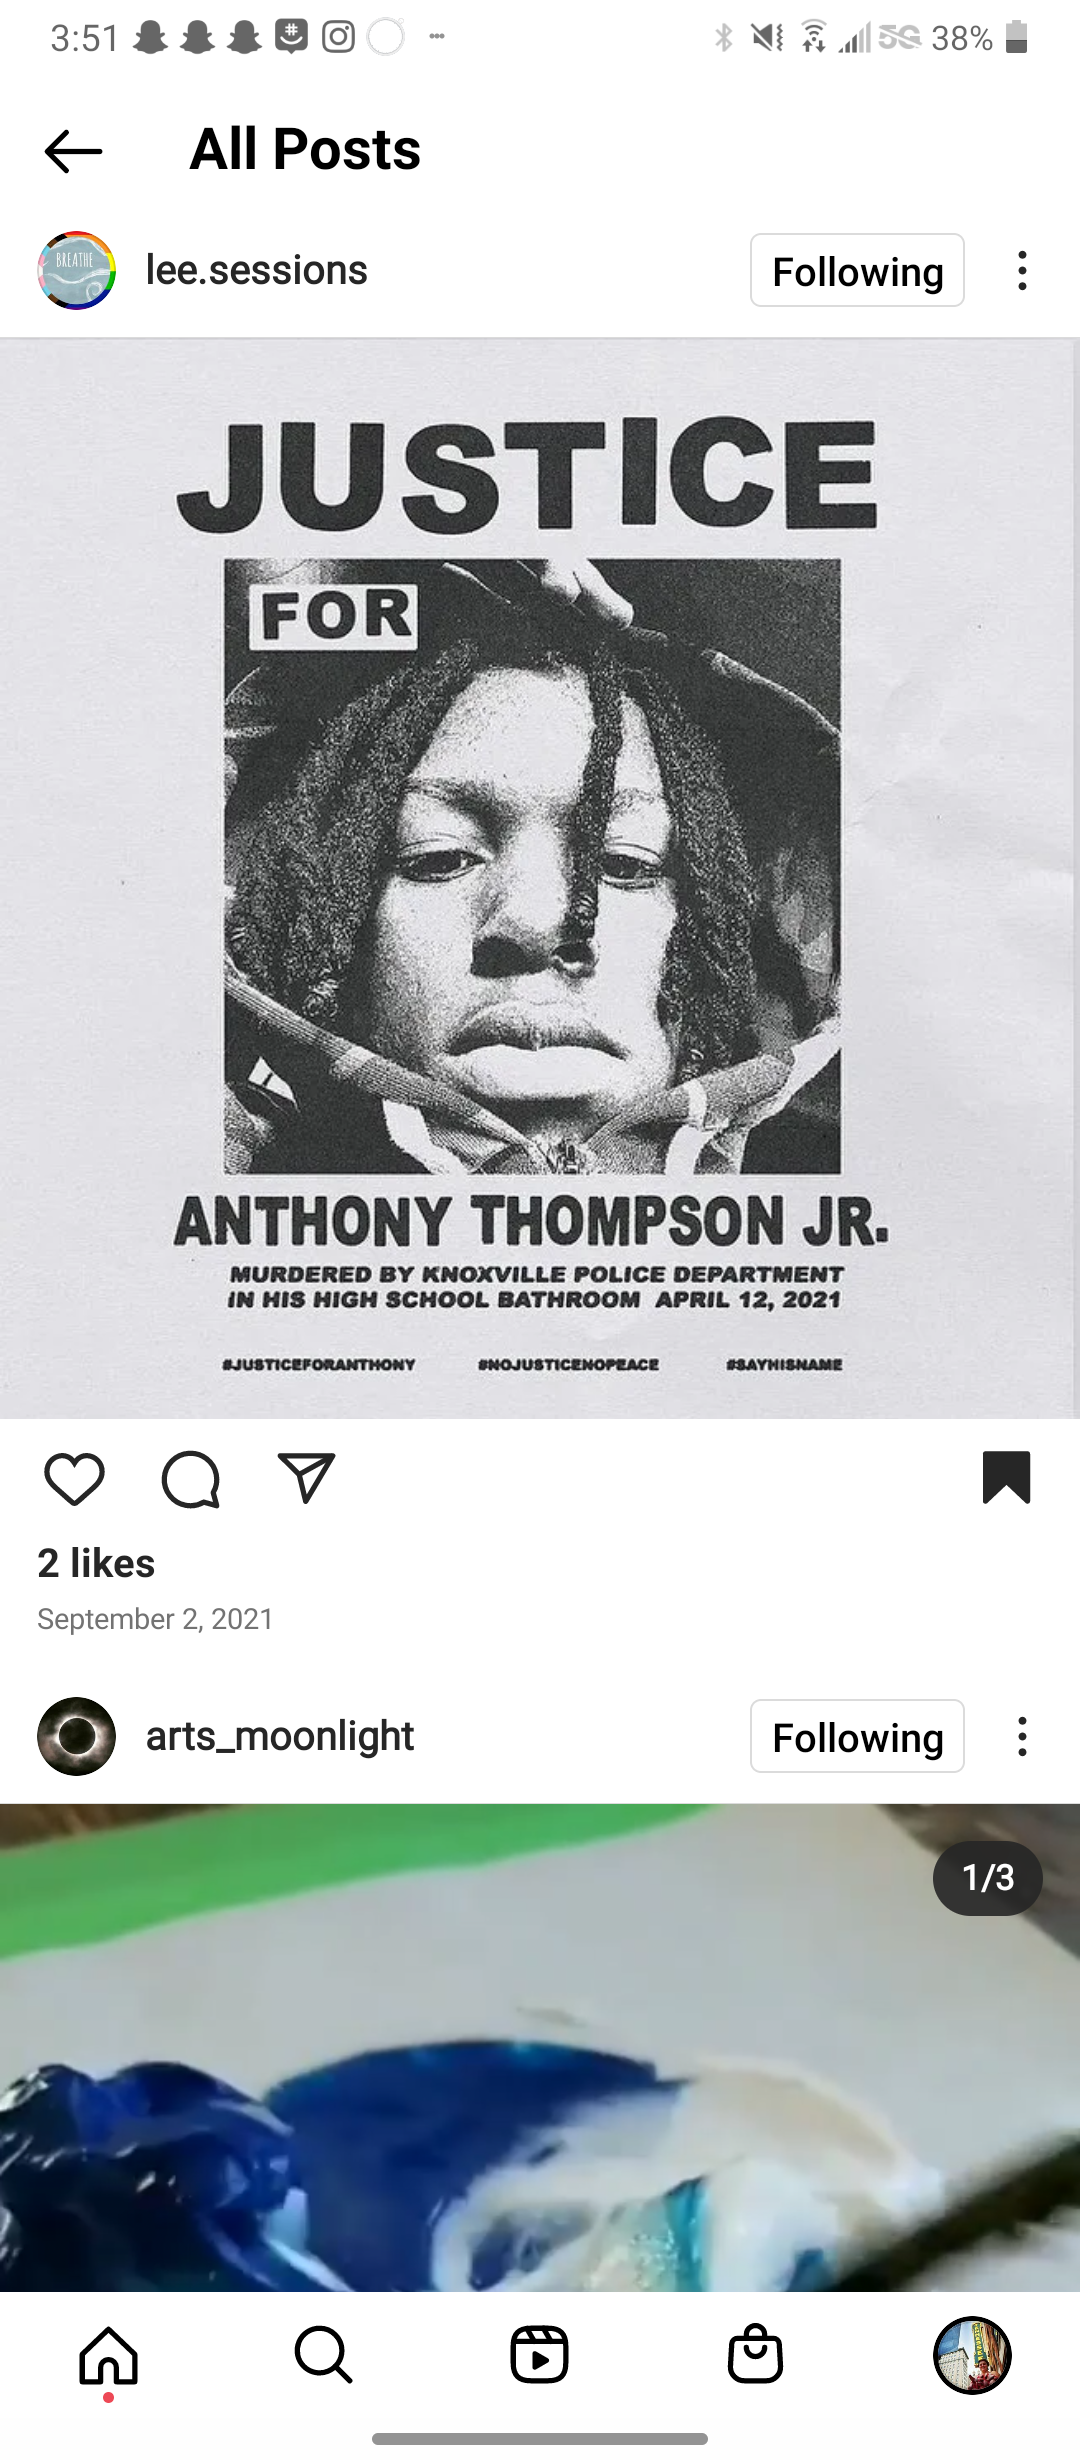 3:51
5G 38%
All Posts
BREATHE
lee.sessions
Following
JUSTICE
FOR
ANTHONY THOMPSON JR.
MURDERED BY KNOXVILLE POLICE DEPARTMENT
IN HIS HIGH SCHOOL BATHROOM APRIL 12, 2021
#JUSTICEFORANTHONY #NOJUSTICENOPEACE #SAYHISNAME
2 likes
September 2, 2021
arts_moonlight
Following
1/3